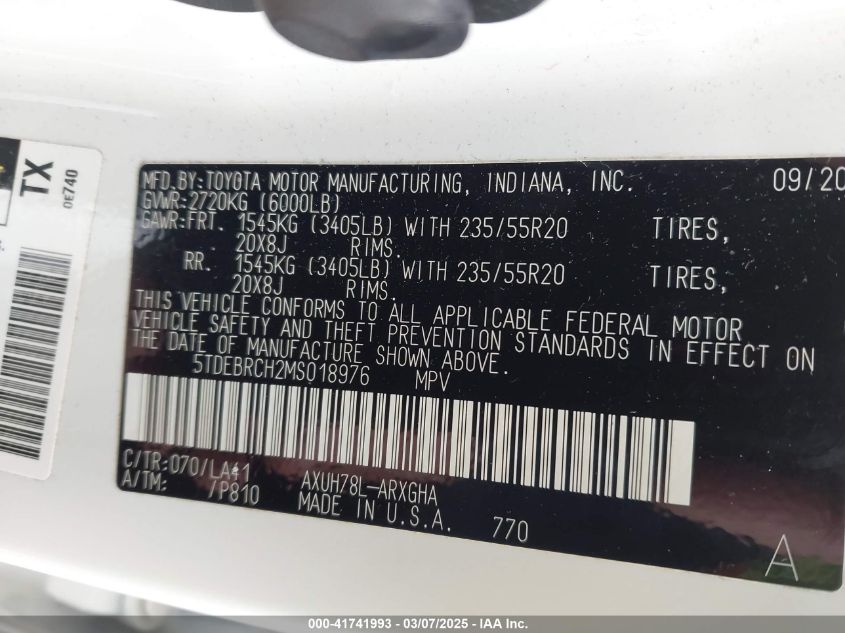 TX
0E740
MFD.BY:TOYOTA MOTOR MANUFACTURING, INDIANA, INC. 09/20
GVWR:2720KG (6000LB)
GAWR:FRT. 1545KG (3405LB) WITH 235/55R20 TIRES,
20X8J RIMS.
RR. 1545KG (3405LB) WITH 235/55R20 TIRES,
20X8J RIMS.
THIS VEHICLE CONFORMS TO ALL APPLICABLE FEDERAL MOTOR
VEHICLE SAFETY AND THEFT PREVENTION STANDARDS IN EFFECT ON
THE DATE OF MANUFACTURE SHOWN ABOVE.
5TDEBRCH2MS018976 MPV
C/TR:070/LA41 AXUH78L-ARXGHA
A/TM: /P810 MADE IN U.S.A. 770
A
000-41741993 — 03/07/2025 — IAA Inc.